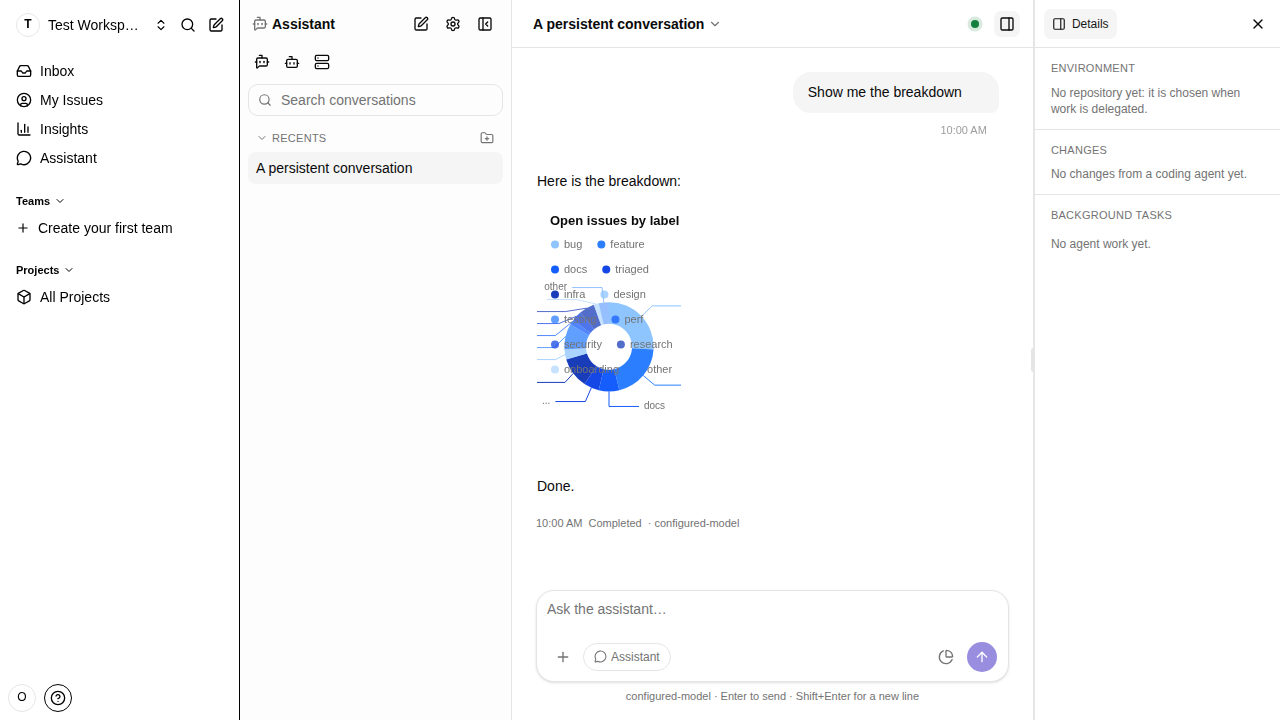 T Test Worksp…
Inbox
My Issues
Insights
Assistant
Teams
Create your first team
Projects
All Projects
O
Assistant
Search conversations
RECENTS
A persistent conversation
A persistent conversation
Show me the breakdown
10:00 AM
Here is the breakdown:
Open issues by label
bug feature
docs triaged
other
infra design
perf
security research
onboarding other
... docs
Done.
10:00 AM Completed · configured-model
Ask the assistant…
Assistant
configured-model · Enter to send · Shift+Enter for a new line
Details
ENVIRONMENT
No repository yet: it is chosen when
work is delegated.
CHANGES
No changes from a coding agent yet.
BACKGROUND TASKS
No agent work yet.